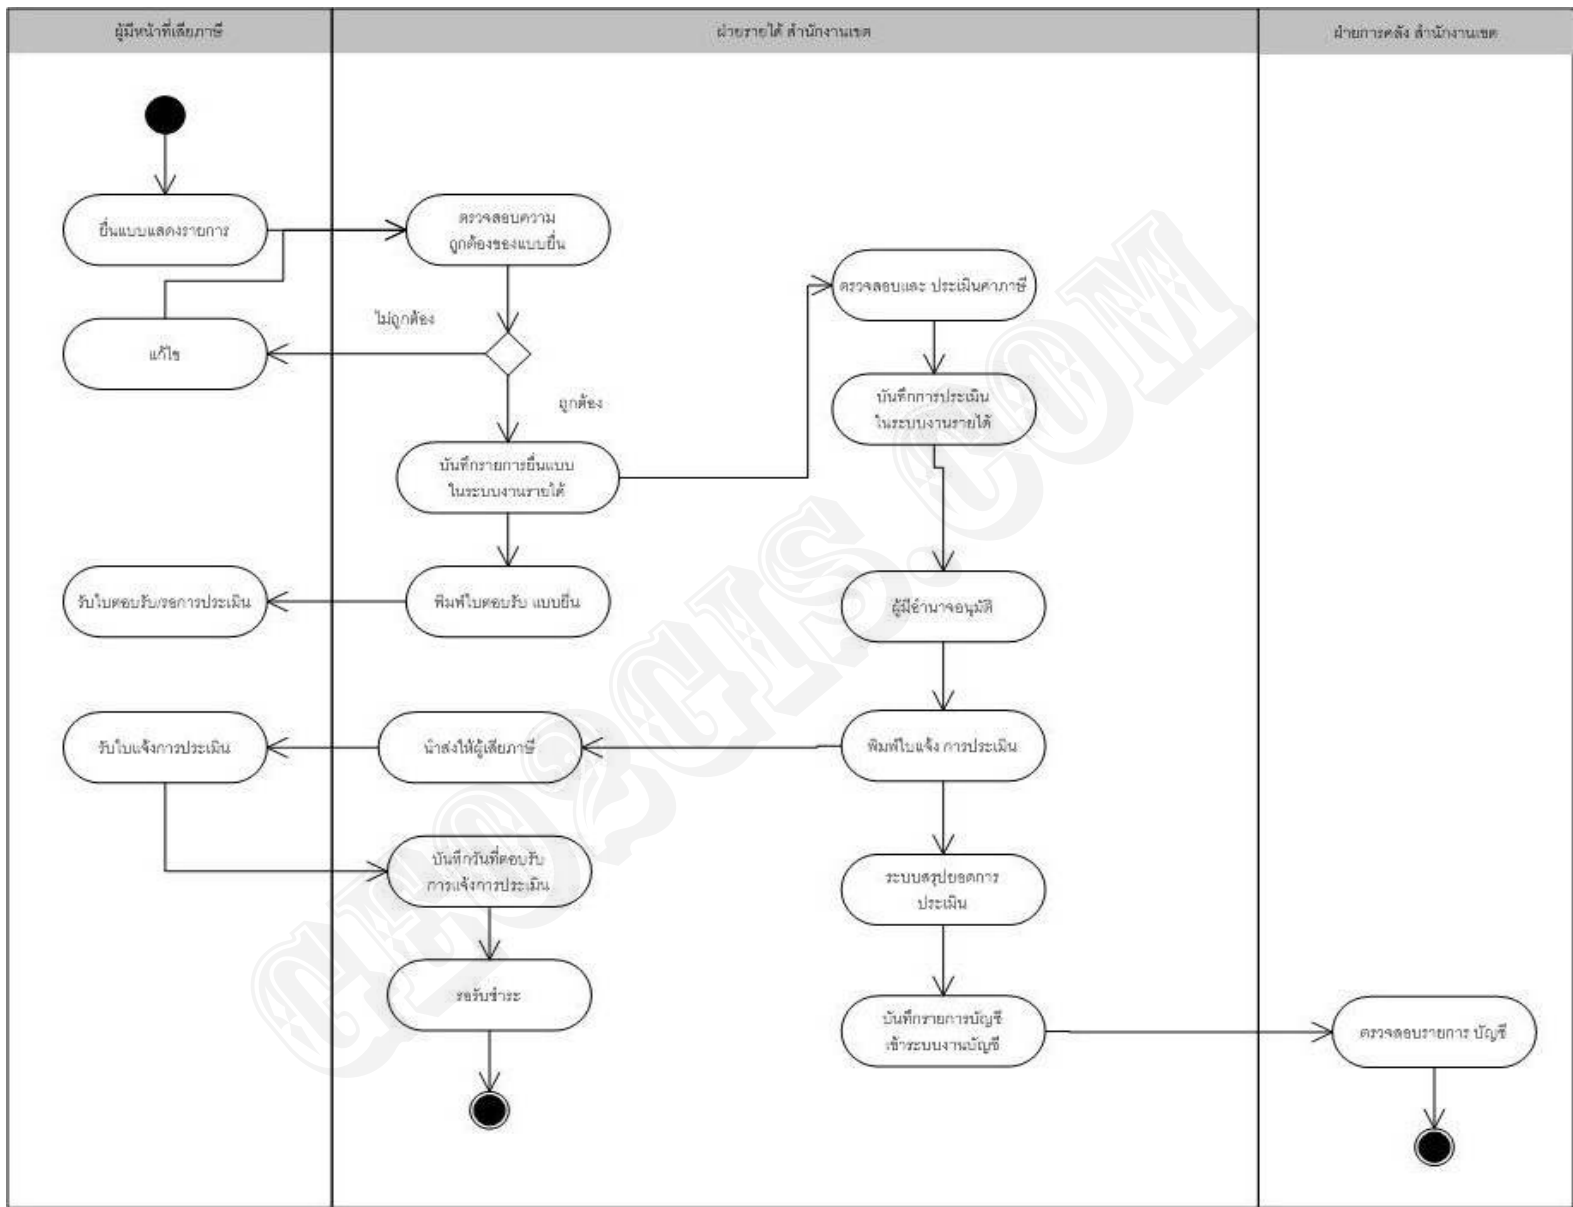 ผู้มีหน้าที่เสียภาษี
ฝ่ายรายได้ สำนักงานเขต
ฝ่ายการคลัง สำนักงานเขต
ยื่นแบบแสดงรายการ
ตรวจสอบความ
ถูกต้องของแบบยื่น
ตรวจสอบและ ประเมินค่าภาษี
ไม่ถูกต้อง
แก้ไข
ถูกต้อง
บันทึกการประเมิน
ในระบบงานรายได้
บันทึกรายการยื่นแบบ
ในระบบงานรายได้
รับใบตอบรับ/รอการประเมิน
พิมพ์ใบตอบรับ แบบยื่น
ผู้มีอำนาจอนุมัติ
รับใบแจ้งการประเมิน
นำส่งให้ผู้เสียภาษี
พิมพ์ใบแจ้ง การประเมิน
บันทึกวันที่ตอบรับ
การแจ้งการประเมิน
ระบบสรุปยอดการ
ประเมิน
รอรับชำระ
บันทึกรายการบัญชี
เข้าระบบงานบัญชี
ตรวจสอบรายการ บัญชี
GEO2GIS.COM